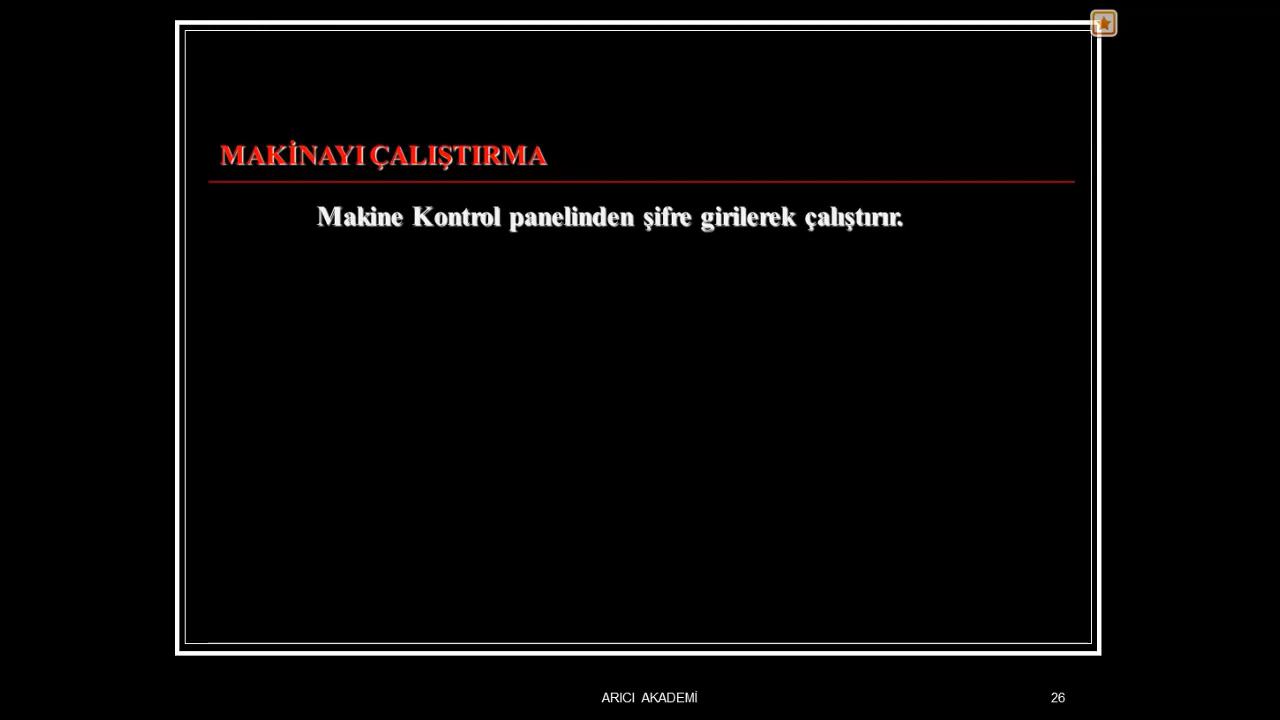 MAKİNAYI ÇALIŞTIRMA
Makine Kontrol panelinden şifre girilerek çalıştırır.
ARICI AKADEMİ
26